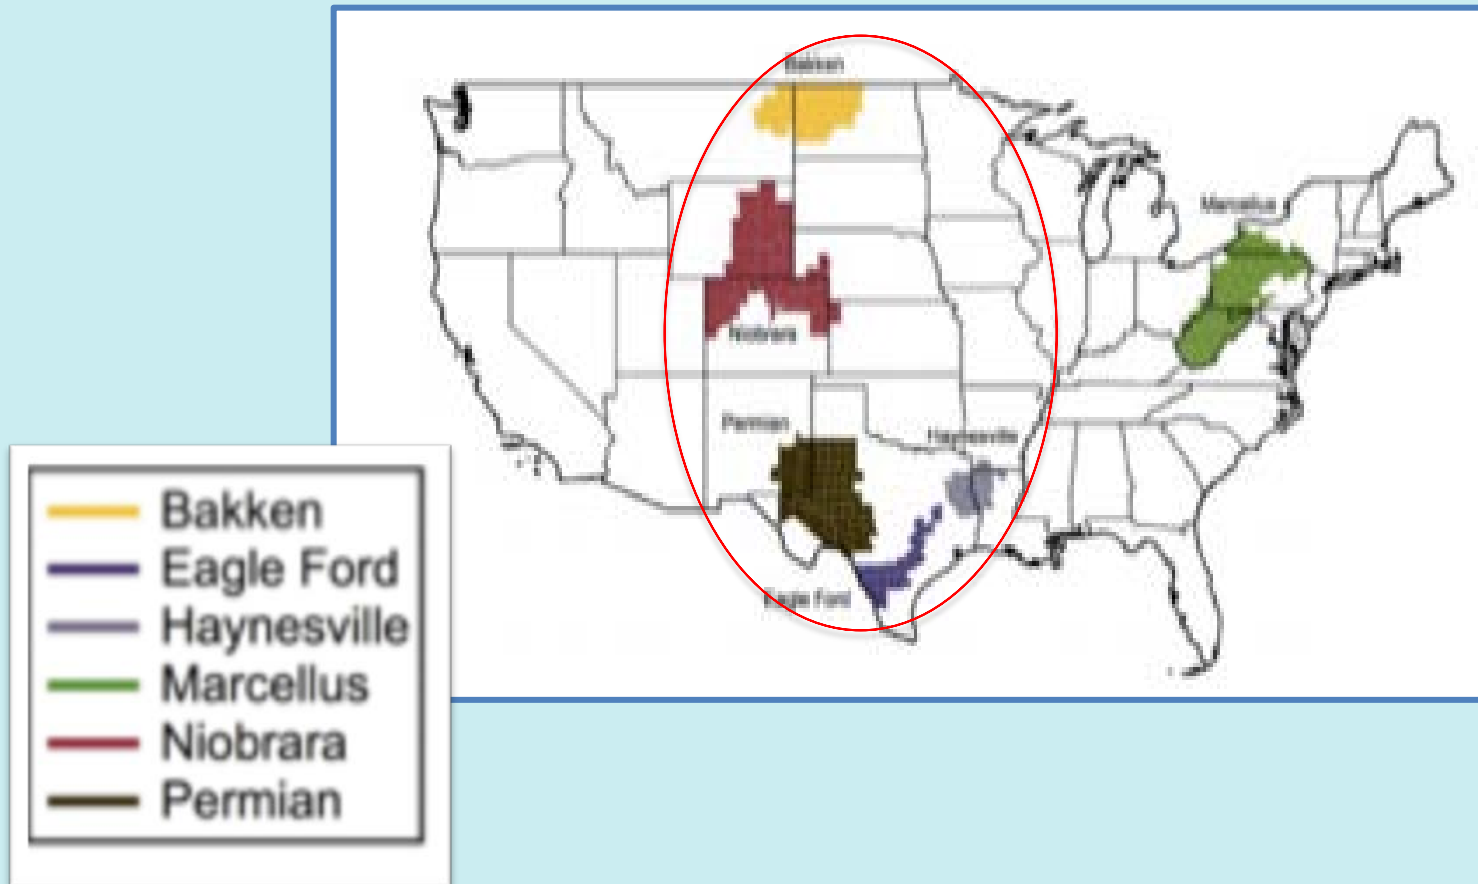 Bakken
Marcellus
Niobrara
Permian
Haynesville
Eagle Ford
Bakken
Eagle Ford
Haynesville
Marcellus
Niobrara
Permian